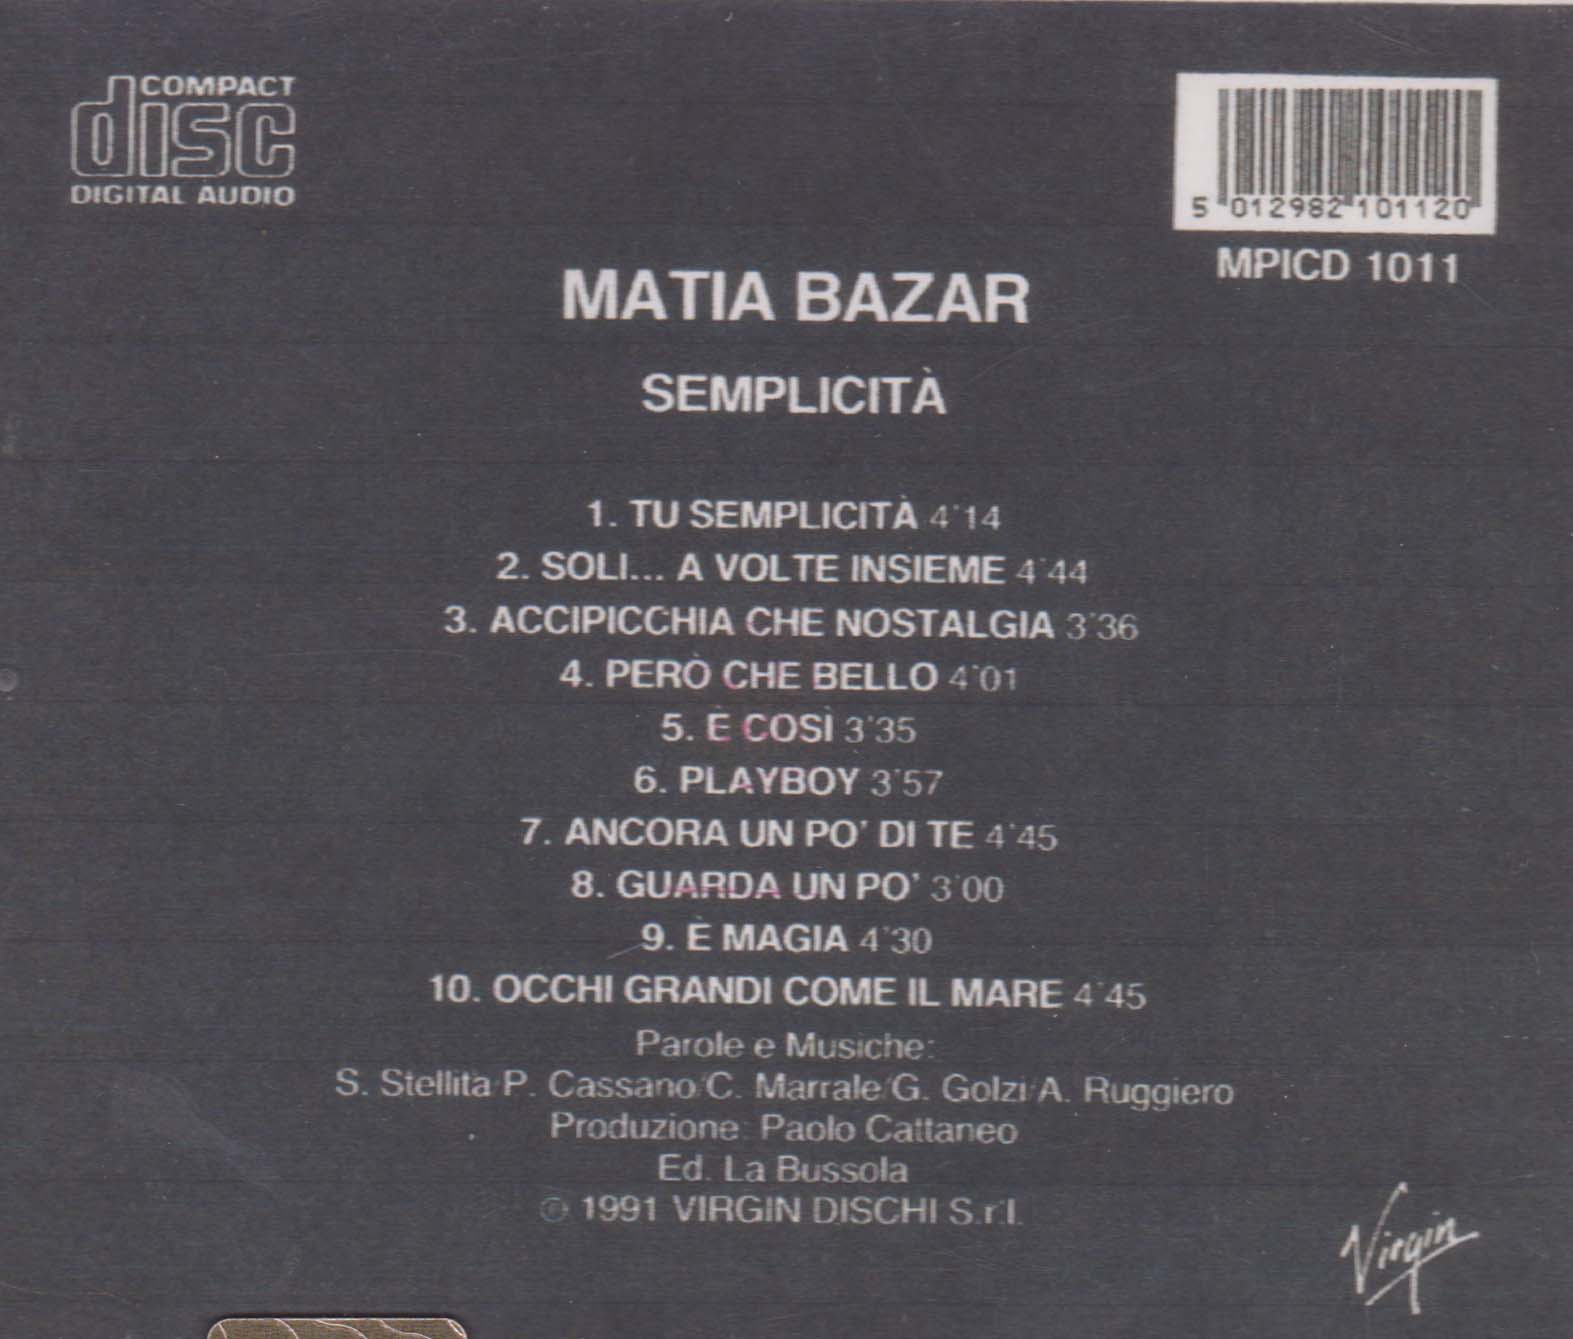 COMPACT
disc
DIGITAL AUDIO
5 012982 101120
MPICD 1011
MATIA BAZAR
SEMPLICITÀ
1. TU SEMPLICITÀ 4'14
2. SOLI... A VOLTE INSIEME 4'44
3. ACCIPICCHIA CHE NOSTALGIA 3'36
4. PERÒ CHE BELLO 4'01
5. È COSÌ 3'35
6. PLAYBOY 3'57
7. ANCORA UN PO' DI TE 4'45
8. GUARDA UN PO' 3'00
9. È MAGIA 4'30
10. OCCHI GRANDI COME IL MARE 4'45
Parole e Musiche:
S. Stellita/P. Cassano/C. Marrale/G. Golzi/A. Ruggiero
Produzione: Paolo Cattaneo
Ed. La Bussola
℗ 1991 VIRGIN DISCHI S.r.l.
Virgin